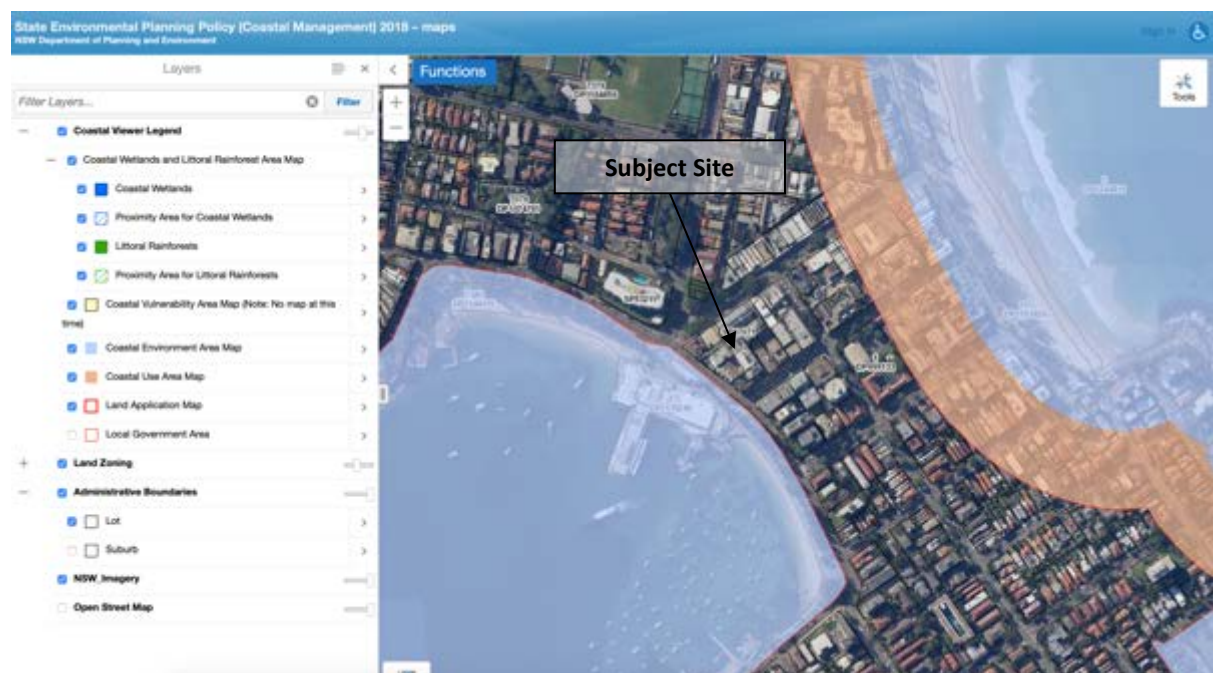 State Environmental Planning Policy (Coastal Management) 2018 – maps
NSW Department of Planning and Environment
Sign in
Layers
Filter Layers...
Filter
Coastal Viewer Legend
Coastal Wetlands and Littoral Rainforest Area Map
Coastal Wetlands
Proximity Area for Coastal Wetlands
Littoral Rainforests
Proximity Area for Littoral Rainforests
Coastal Vulnerability Area Map (Note: No map at this
time)
Coastal Environment Area Map
Coastal Use Area Map
Land Application Map
Local Government Area
Land Zoning
Administrative Boundaries
Lot
Suburb
NSW_Imagery
Open Street Map
Functions
Tools
Subject Site